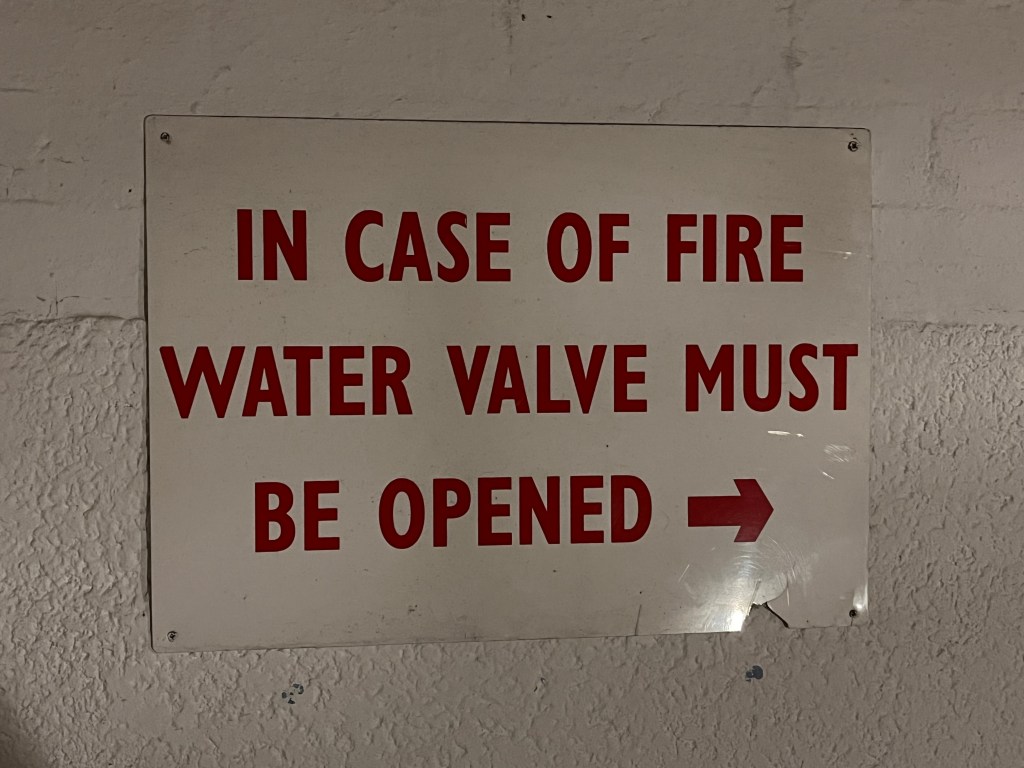 IN CASE OF FIRE
WATER VALVE MUST
BE OPENED →